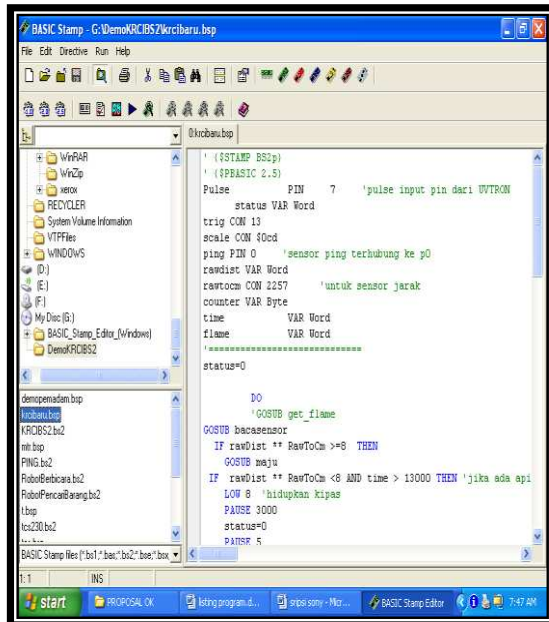 BASIC Stamp - G:\DemoKRCIBS2\krcibaru.bsp
File Edit Directive Run Help
0:krcibaru.bsp
WinRAR
WinZip
xerox
RECYCLER
System Volume Information
VTPFiles
WINDOWS
(D:)
(E:)
(F:)
My Disc (G:)
BASIC_Stamp_Editor_(Windows)
DemoKRCIBS2
demopemadam.bsp
krcibaru.bsp
KRCIBS2.bs2
mtr.bsp
PING.bs2
RobotBerbicara.bs2
RobotPencariBarang.bs2
t.bsp
tcs230.bs2
BASIC Stamp files (*.bs1,*.bas;*.bs2;*.bse;*.bsx
' {$STAMP BS2p}
' {$PBASIC 2.5}
Pulse PIN 7 'pulse input pin dari UVTRON
status VAR Word
trig CON 13
scale CON $0cd
ping PIN 0 'sensor ping terhubung ke p0
rawdist VAR Word
rawtocm CON 2257 'untuk sensor jarak
counter VAR Byte
time VAR Word
flame VAR Word
'=============================
status=0
DO
'GOSUB get_flame
GOSUB bacasensor
IF rawDist ** RawToCm >=8 THEN
GOSUB maju
IF rawDist ** RawToCm <8 AND time > 13000 THEN 'jika ada api
LOW 8 'hidupkan kipas
PAUSE 3000
status=0
PAUSE 5
1:1 INS
start PROPOSAL OK listing program.d... sripsi sony - Micr... BASIC Stamp Editor 7:47 AM